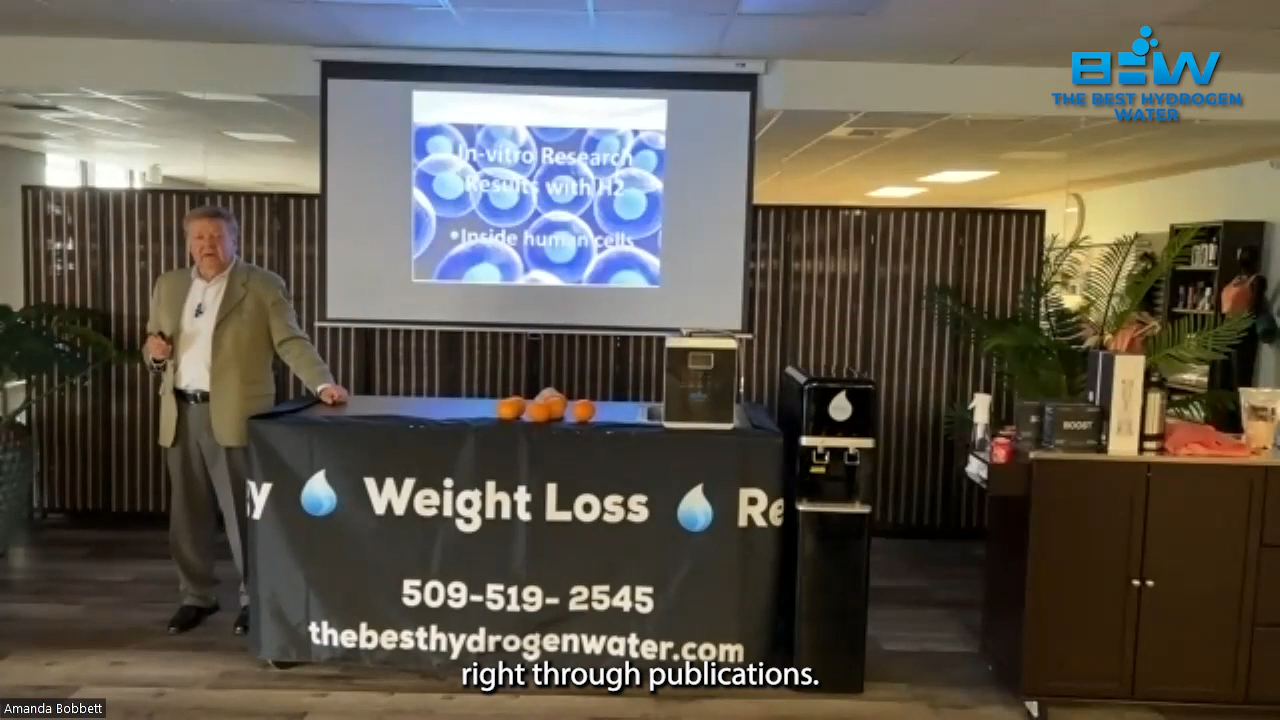 BHW
THE BEST HYDROGEN
WATER
In-vitro Research
Results with H2
•Inside human cells
BOOST
y Weight Loss Re
509-519- 2545
thebesthydrogenwater.com
right through publications.
Amanda Bobbett